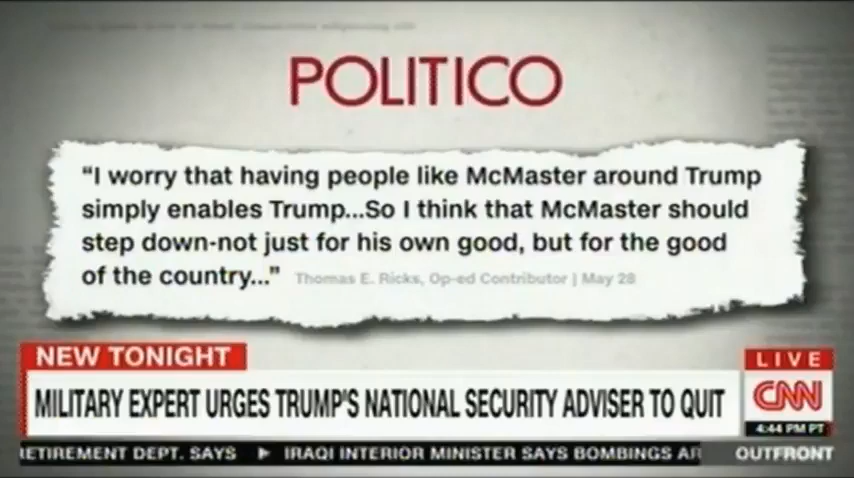 POLITICO
“I worry that having people like McMaster around Trump
simply enables Trump...So I think that McMaster should
step down-not just for his own good, but for the good
of the country...” Thomas E. Ricks, Op-ed Contributor | May 28
NEW TONIGHT
MILITARY EXPERT URGES TRUMP'S NATIONAL SECURITY ADVISER TO QUIT
LIVE
CNN
4:44 PM PT
DEPT. SAYS ▶ IRAQI INTERIOR MINISTER SAYS BOMBINGS
OUTFRONT